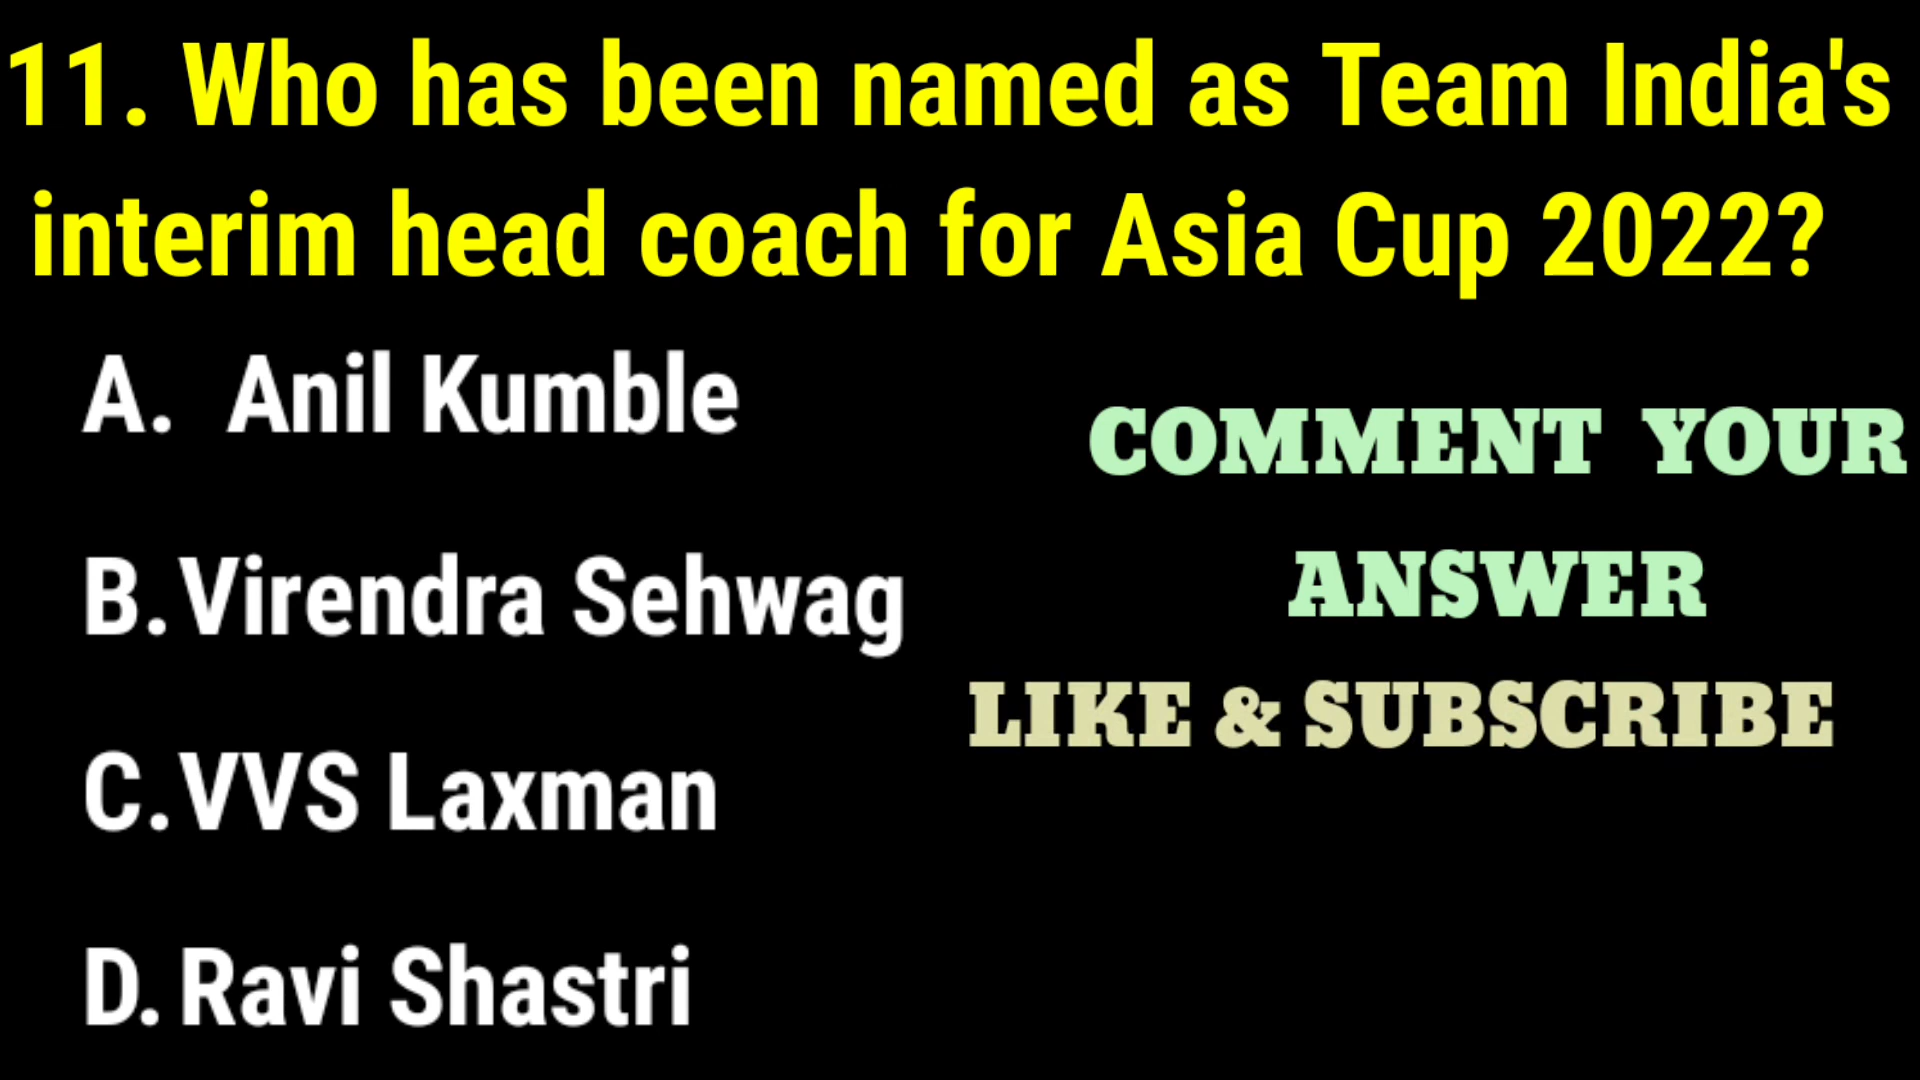 11. Who has been named as Team India's
interim head coach for Asia Cup 2022?
A. Anil Kumble
B. Virendra Sehwag
C. VVS Laxman
D. Ravi Shastri
COMMENT YOUR
ANSWER
LIKE & SUBSCRIBE